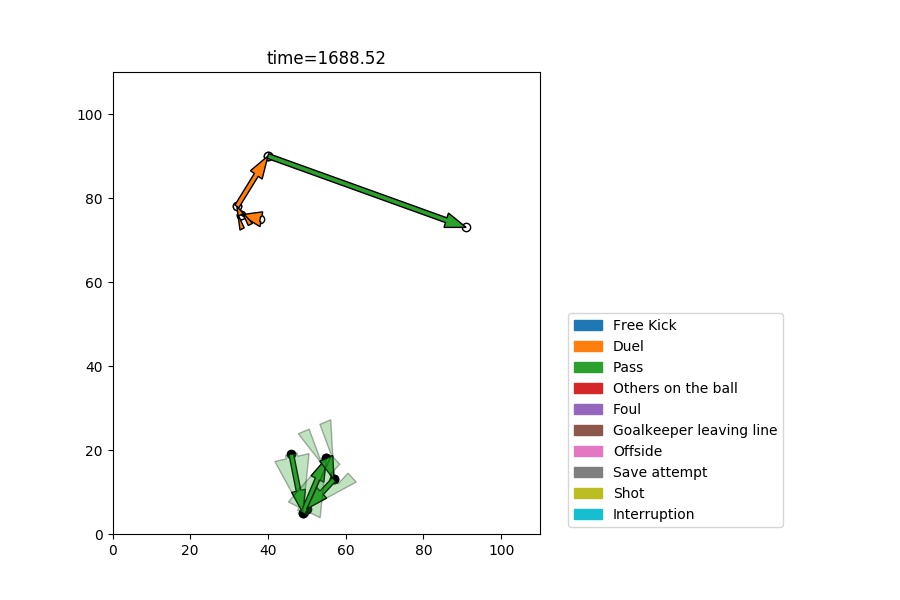 time=1688.52
100
80
60
40
20
0
0 20 40 60 80 100
Free Kick
Duel
Pass
Others on the ball
Foul
Goalkeeper leaving line
Offside
Save attempt
Shot
Interruption